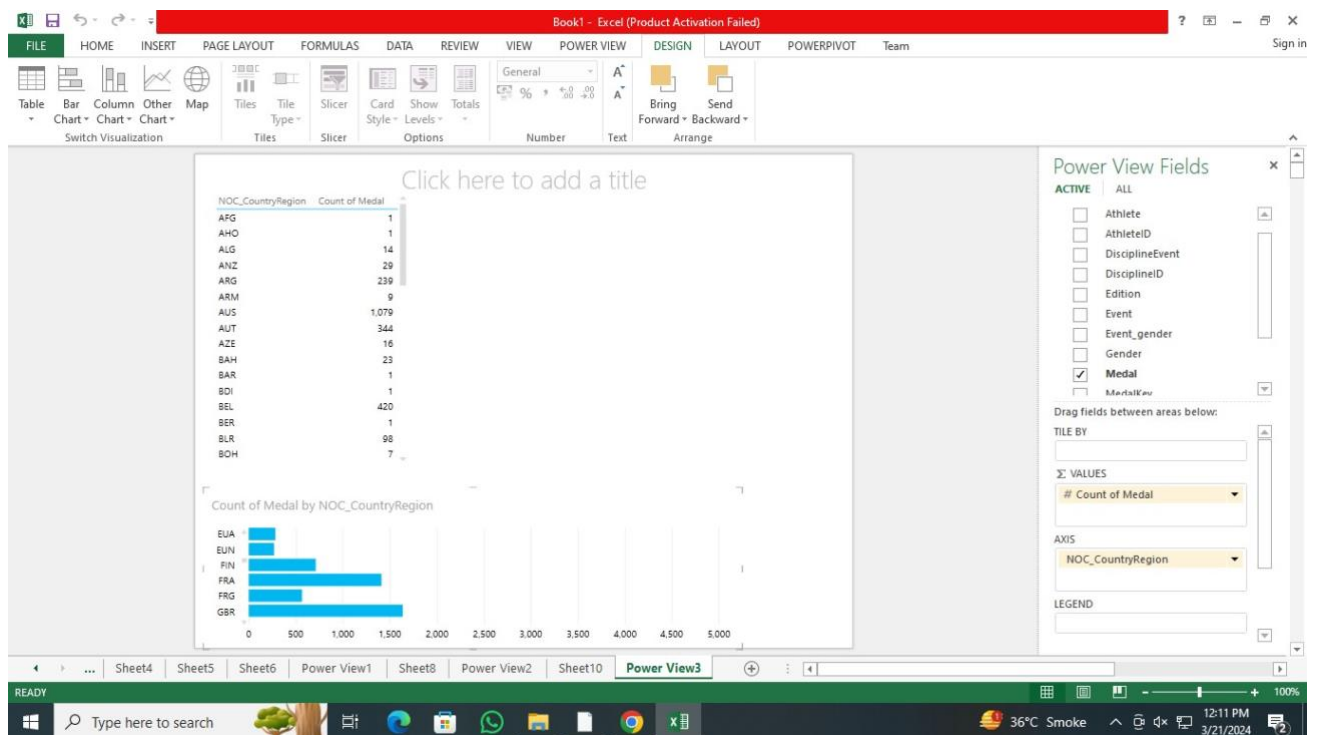 Book1 - Excel (Product Activation Failed)
FILE HOME INSERT PAGE LAYOUT FORMULAS DATA REVIEW VIEW POWER VIEW DESIGN LAYOUT POWERPIVOT Team Sign in
General
Table Bar Chart Column Chart Other Chart Map Tiles Tile Type Slicer Card Style Show Levels Totals Bring Forward Send Backward
Switch Visualization Tiles Slicer Options Number Text Arrange
Click here to add a title
NOC_CountryRegion Count of Medal
AFG 1
AHO 1
ALG 14
ANZ 29
ARG 239
ARM 9
AUS 1,079
AUT 344
AZE 16
BAH 23
BAR 1
BDI 1
BEL 420
BER 1
BLR 98
BOH 7
Count of Medal by NOC_CountryRegion
EUA
EUN
FIN
FRA
FRG
GBR
0 500 1,000 1,500 2,000 2,500 3,000 3,500 4,000 4,500 5,000
Power View Fields
ACTIVE ALL
Athlete
AthleteID
DisciplineEvent
DisciplineID
Edition
Event
Event_gender
Gender
Medal
MedalKey
Drag fields between areas below:
TILE BY
Σ VALUES
# Count of Medal
AXIS
NOC_CountryRegion
LEGEND
... Sheet4 Sheet5 Sheet6 Power View1 Sheet8 Power View2 Sheet10 Power View3
READY 100%
Type here to search 36°C Smoke 12:11 PM
3/21/2024